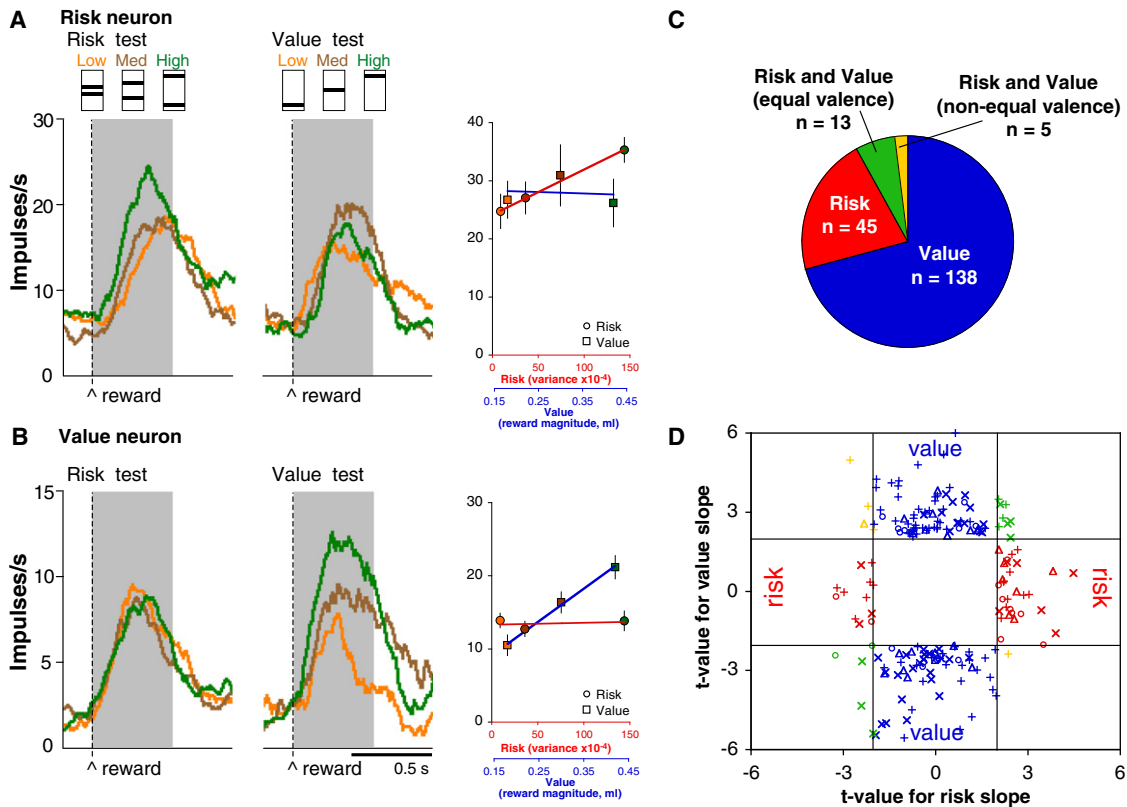 A
Risk neuron
Risk test
Low Med High
Value test
Low Med High
Impulses/s
30
20
10
0
^ reward
^ reward
40
30
20
10
0
Risk
Value
0 50 100 150
Risk (variance x10-4)
0.15 0.25 0.35 0.45
Value
(reward magnitude, ml)
B
Value neuron
Risk test
Value test
Impulses/s
15
10
5
0
^ reward
^ reward
0.5 s
30
20
10
0
Risk
Value
0 50 100 150
Risk (variance x10-4)
0.15 0.25 0.35 0.45
Value
(reward magnitude, ml)
C
Risk and Value
(equal valence)
n = 13
Risk and Value
(non-equal valence)
n = 5
Risk
n = 45
Value
n = 138
D
t-value for value slope
6
3
0
-3
-6
value
risk
risk
value
-6 -3 0 3 6
t-value for risk slope